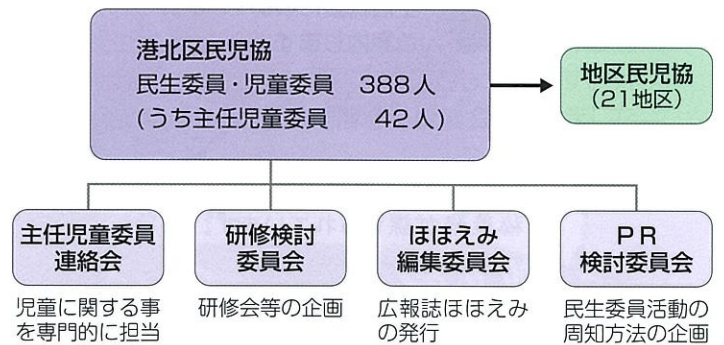 港北区民児協
民生委員・児童委員　388人
(うち主任児童委員　　42人)
地区民児協
(21地区)
主任児童委員
連絡会
児童に関する事
を専門的に担当
研修検討
委員会
研修会等の企画
ほほえみ
編集委員会
広報誌ほほえみ
の発行
ＰＲ
検討委員会
民生委員活動の
周知方法の企画